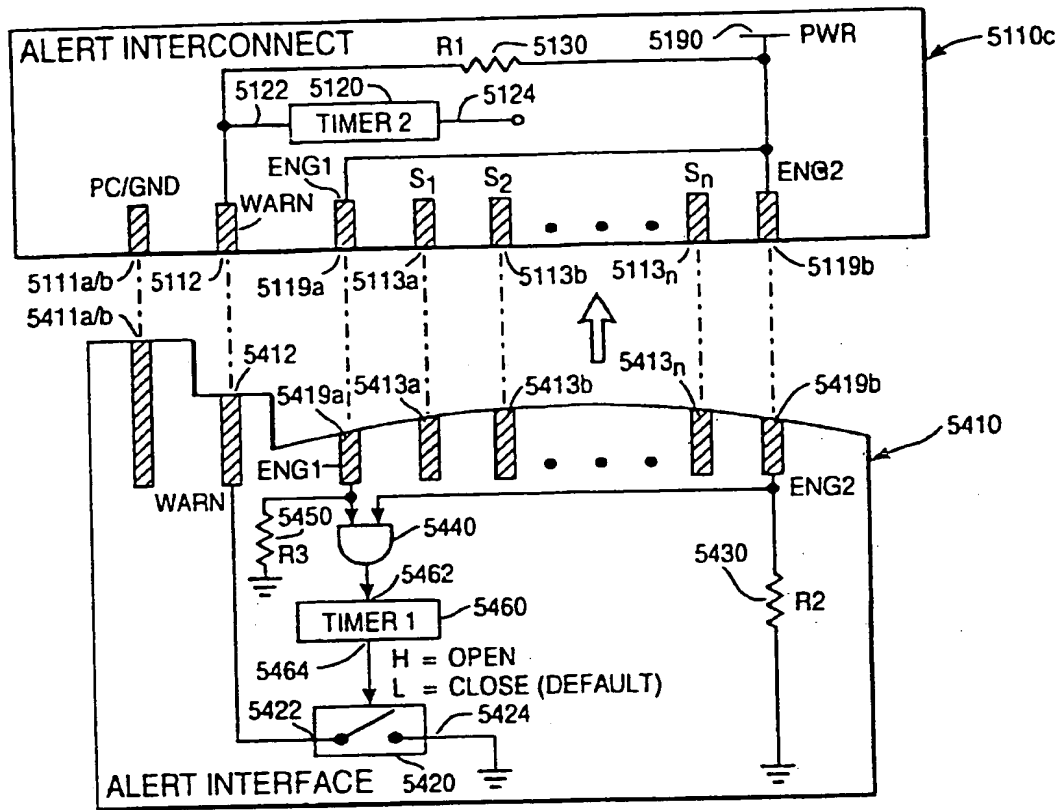 ALERT INTERCONNECT
R1
5130
5190
PWR
5110c
5122
5120
5124
TIMER 2
PC/GND
WARN
ENG1
S1
S2
Sn
ENG2
5111a/b
5112
5119a
5113a
5113b
5113n
5119b
5411a/b
5412
5419a
5413a
5413b
5413n
5419b
5410
WARN
ENG1
ENG2
5450
R3
5440
5430
R2
5462
TIMER 1
5460
5464
H = OPEN
L = CLOSE (DEFAULT)
5422
5424
5420
ALERT INTERFACE